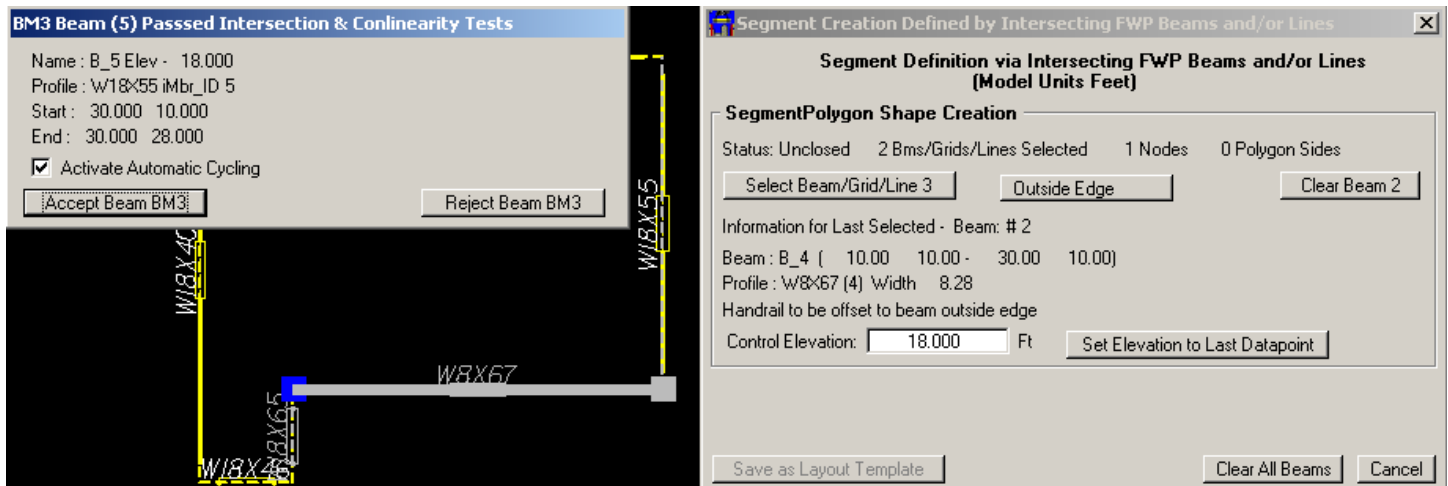 BM3 Beam (5) Passsed Intersection & Conlinearity Tests
Name : B_5 Elev - 18.000
Profile : W18X55 iMbr_ID 5
Start : 30.000 10.000
End : 30.000 28.000
Activate Automatic Cycling
Accept Beam BM3
Reject Beam BM3
W18X55
W18X40
W8X67
W18X46
Segment Creation Defined by Intersecting FWP Beams and/or Lines
Segment Definition via Intersecting FWP Beams and/or Lines
(Model Units Feet)
SegmentPolygon Shape Creation
Status: Unclosed 2 Bms/Grids/Lines Selected 1 Nodes 0 Polygon Sides
Select Beam/Grid/Line 3
Outside Edge
Clear Beam 2
Information for Last Selected - Beam: # 2
Beam : B_4 ( 10.00 10.00 - 30.00 10.00)
Profile : W8X67 (4) Width 8.28
Handrail to be offset to beam outside edge
Control Elevation: 18.000 Ft
Set Elevation to Last Datapoint
Save as Layout Template
Clear All Beams
Cancel